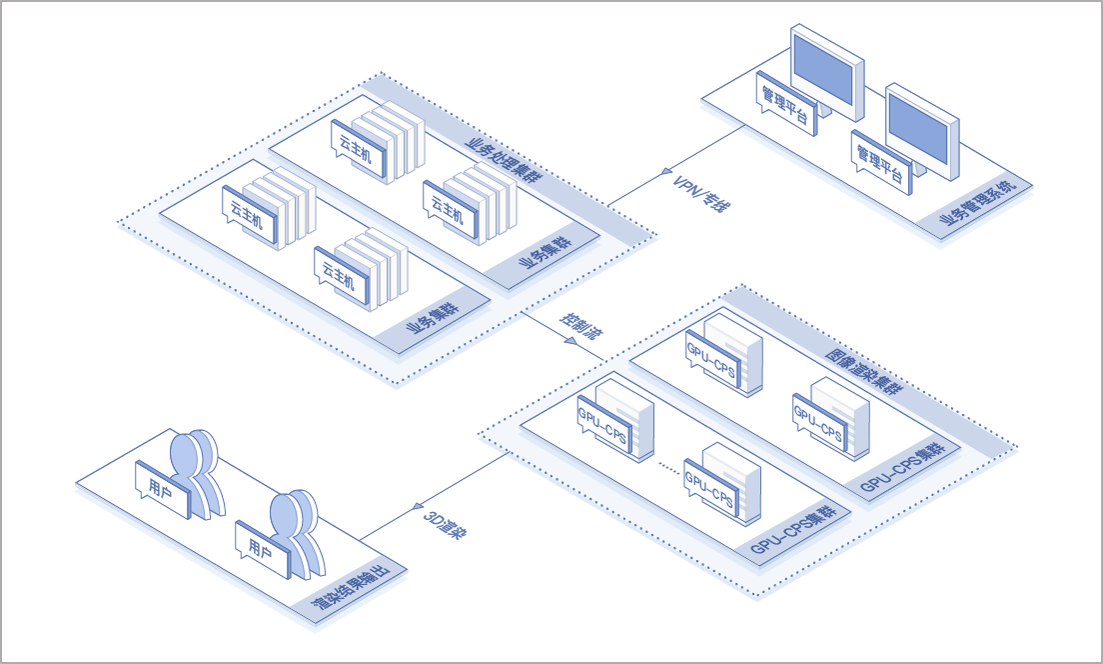 管理平台
管理平台
业务管理系统
VPN/专线
业务处理集群
云主机
云主机
业务集群
云主机
云主机
业务集群
控制流
图像渲染集群
GPU-CPS
GPU-CPS
GPU-CPS集群
GPU-CPS
GPU-CPS
GPU-CPS集群
3D渲染
用户
用户
渲染结果输出